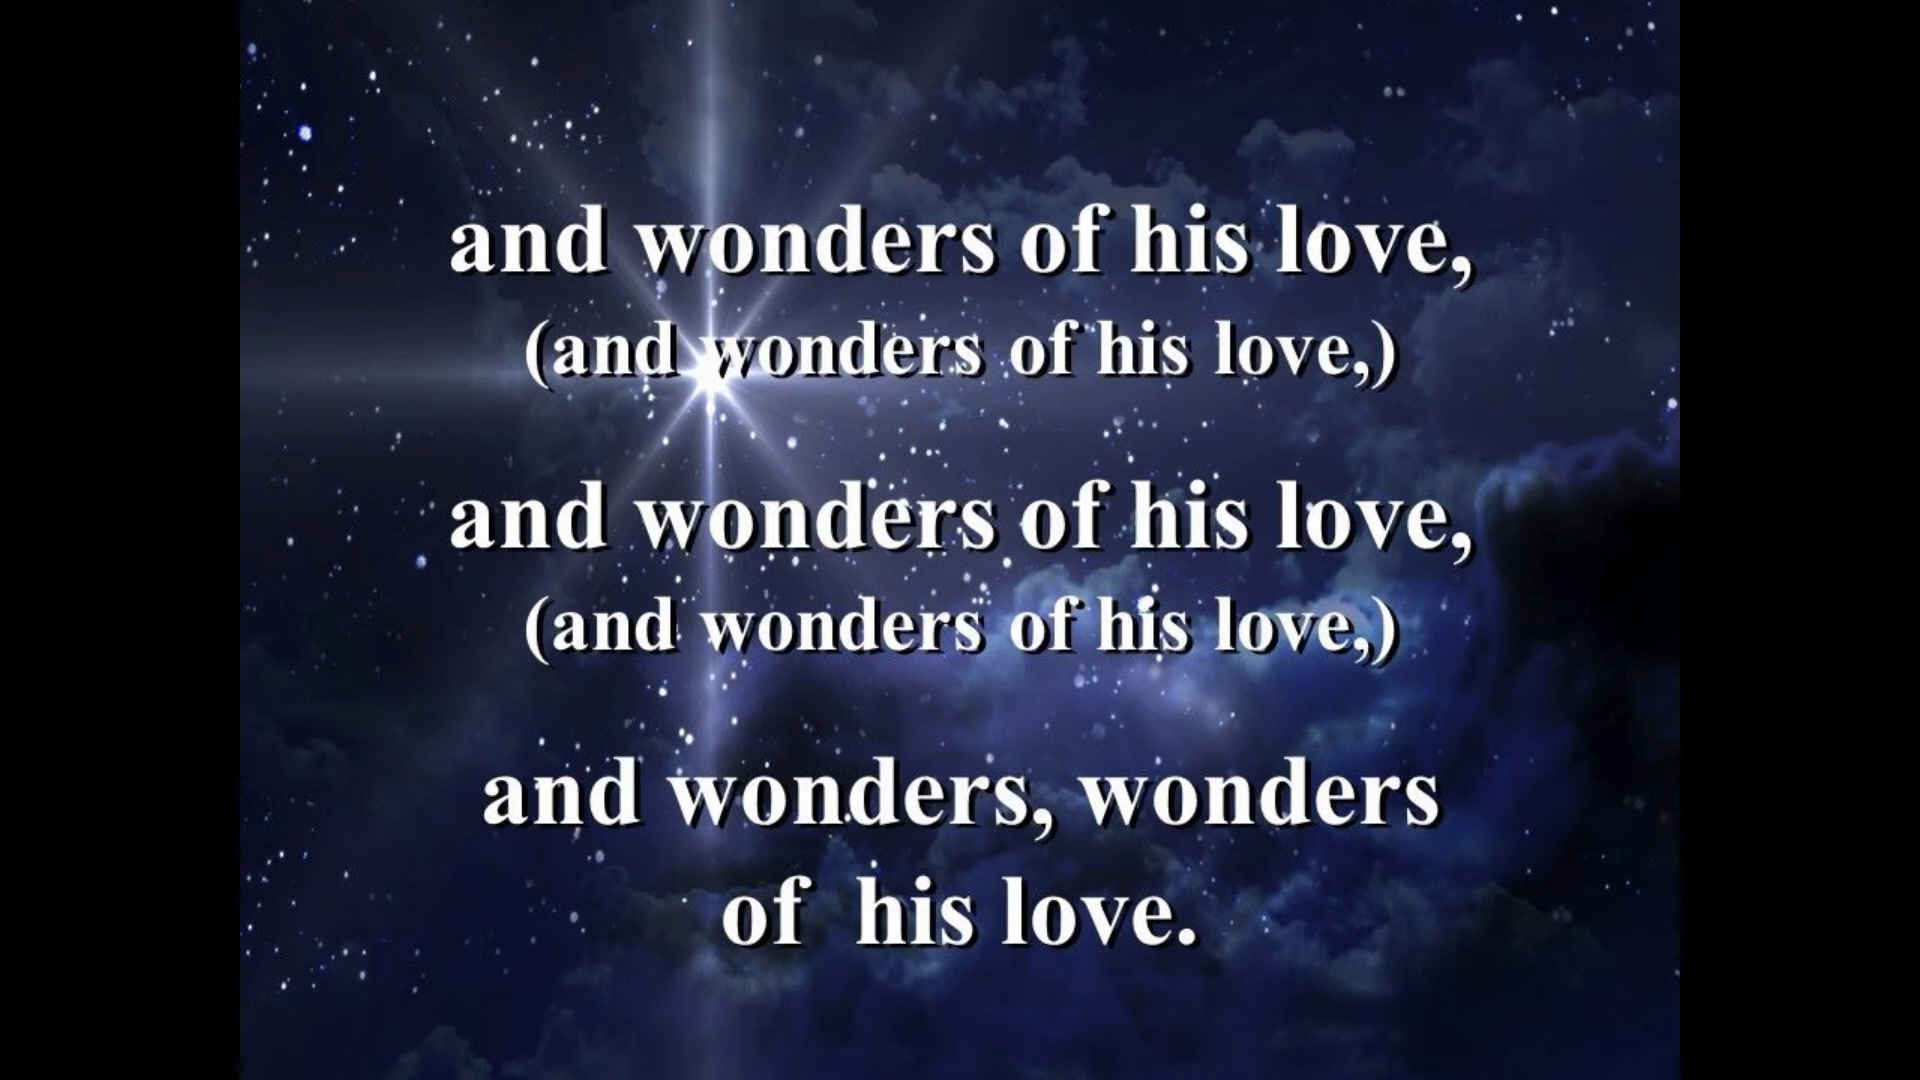 and wonders of his love,
(and wonders of his love,)
and wonders of his love,
(and wonders of his love,)
and wonders, wonders
of his love.